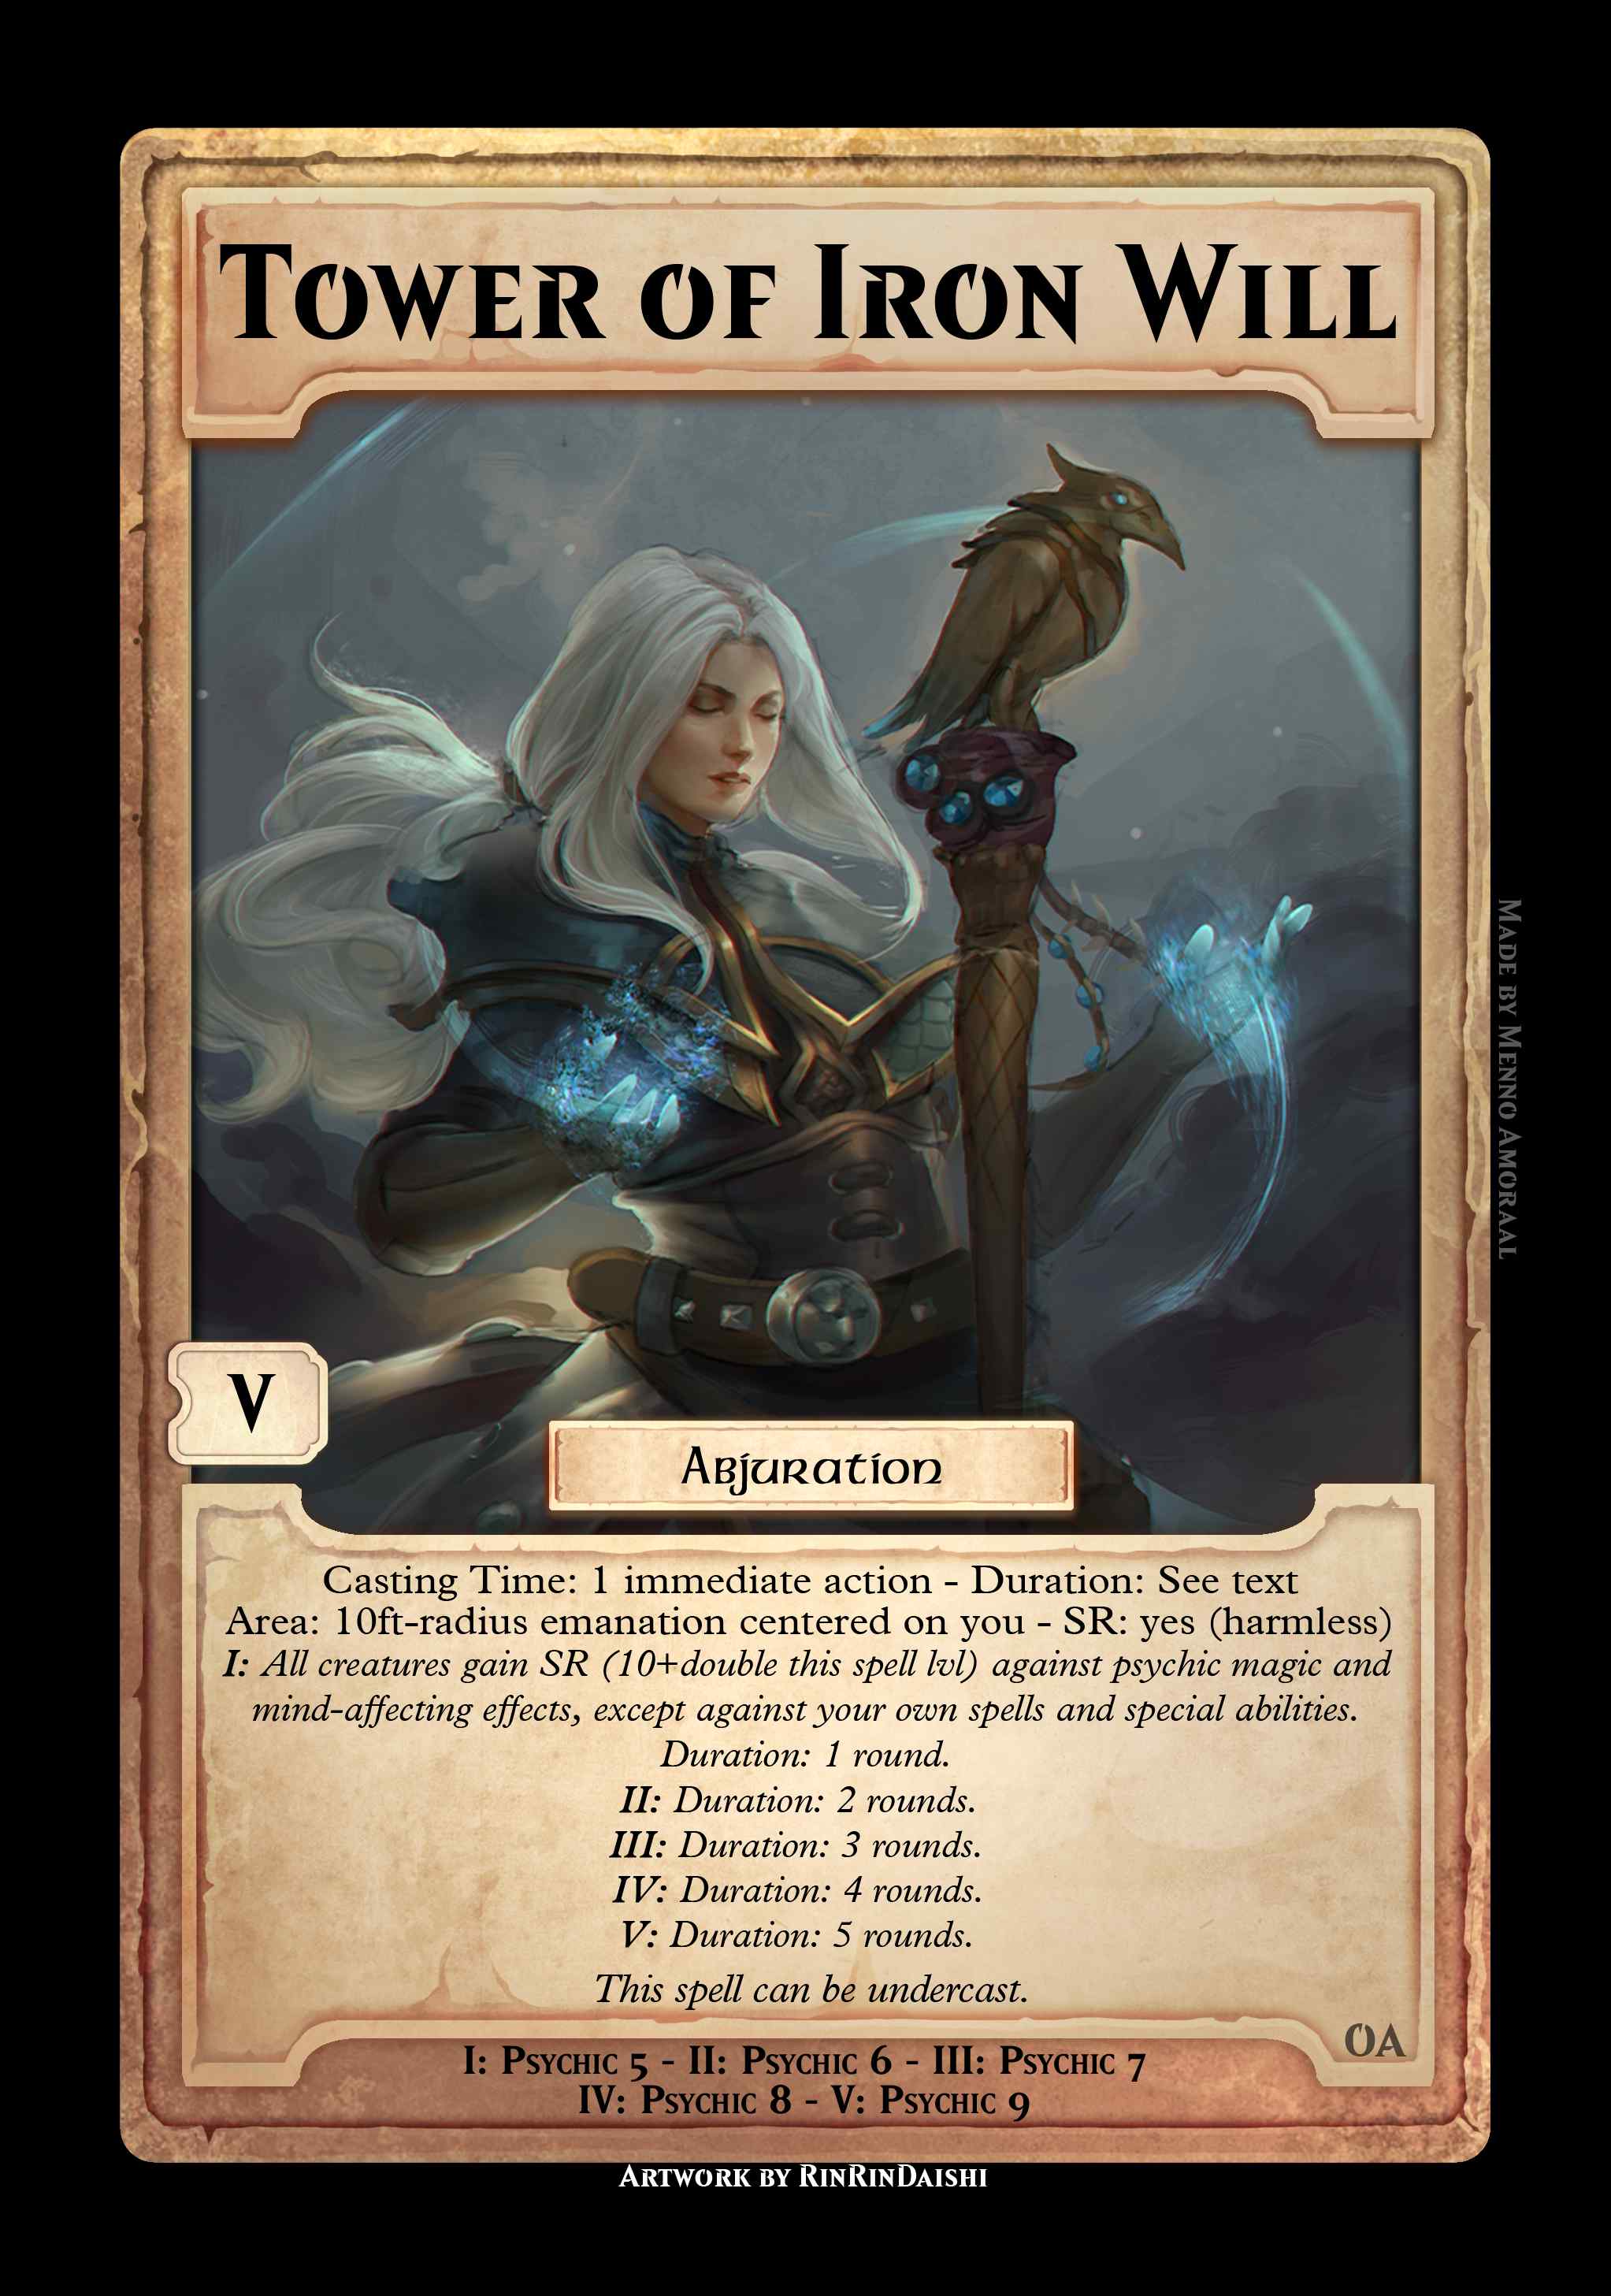 Tower of Iron Will
V
Abjuration
Casting Time: 1 immediate action - Duration: See text
Area: 10ft-radius emanation centered on you - SR: yes (harmless)
I: All creatures gain SR (10+double this spell lvl) against psychic magic and
mind-affecting effects, except against your own spells and special abilities.
Duration: 1 round.
II: Duration: 2 rounds.
III: Duration: 3 rounds.
IV: Duration: 4 rounds.
V: Duration: 5 rounds.
This spell can be undercast.
OA
I: Psychic 5 - II: Psychic 6 - III: Psychic 7
IV: Psychic 8 - V: Psychic 9
Artwork by RinRinDaishi
Made by Menno Amoraal